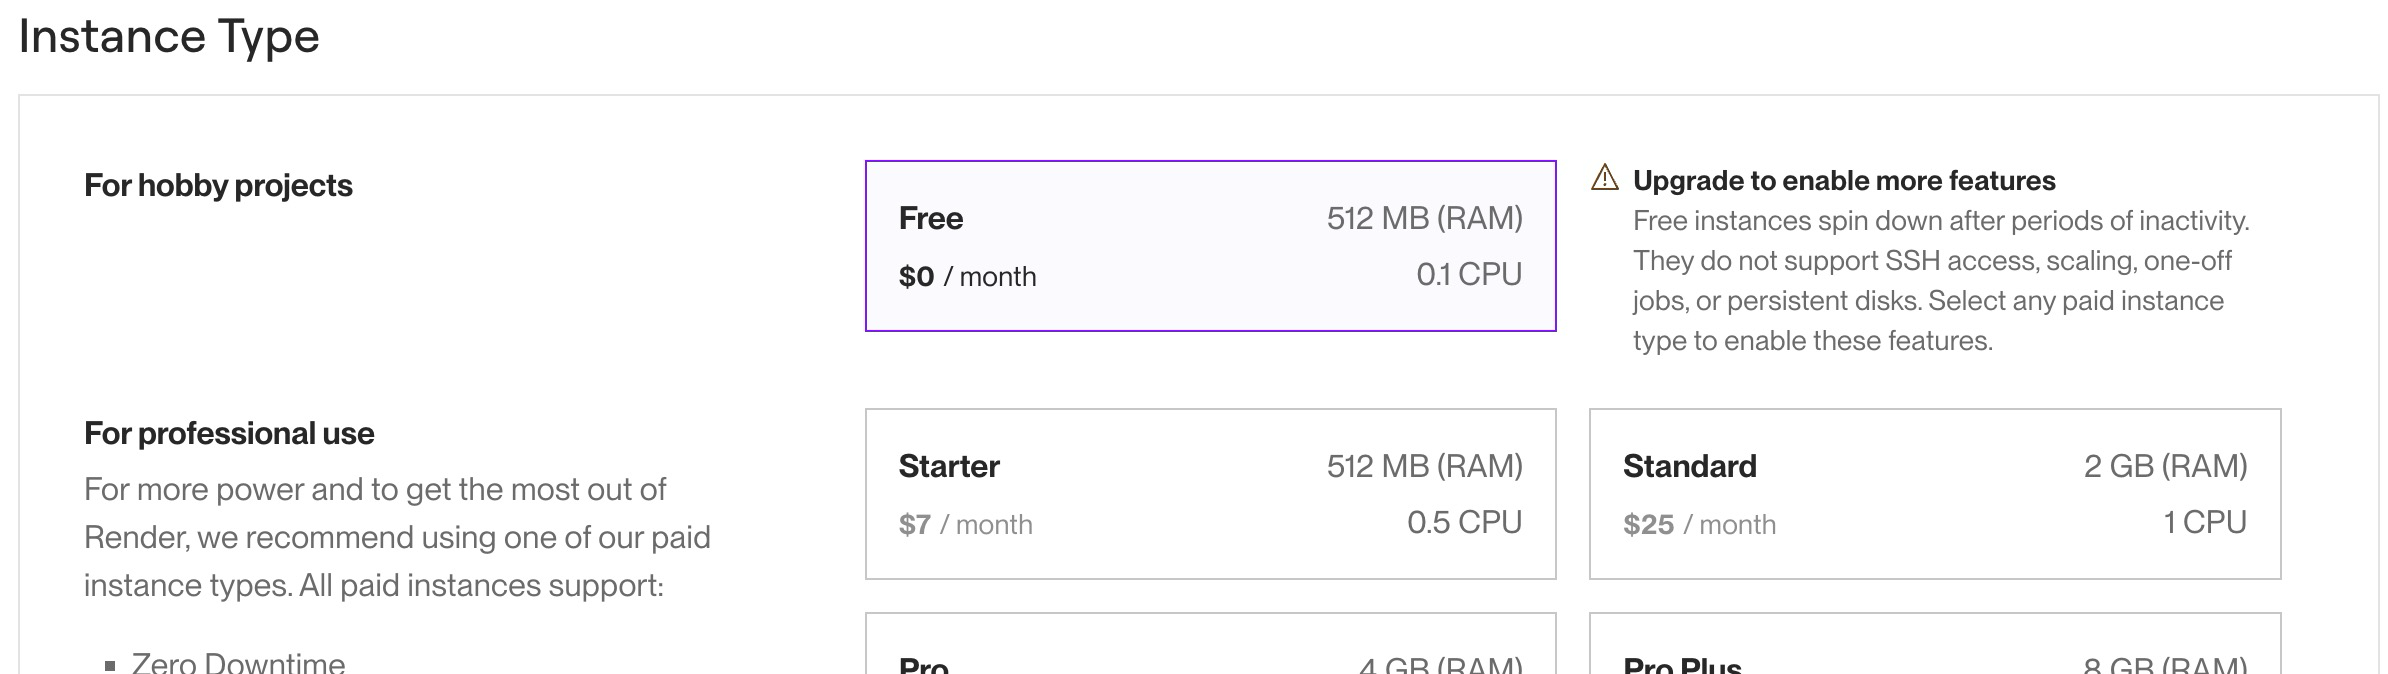 Instance Type
For hobby projects
Free
512 MB (RAM)
$0 / month
0.1 CPU
Upgrade to enable more features
Free instances spin down after periods of inactivity.
They do not support SSH access, scaling, one-off
jobs, or persistent disks. Select any paid instance
type to enable these features.
For professional use
For more power and to get the most out of
Render, we recommend using one of our paid
instance types. All paid instances support:
▪ Zero Downtime
Starter
512 MB (RAM)
$7 / month
0.5 CPU
Standard
2 GB (RAM)
$25 / month
1 CPU
Pro
4 GB (RAM)
Pro Plus
8 GB (RAM)